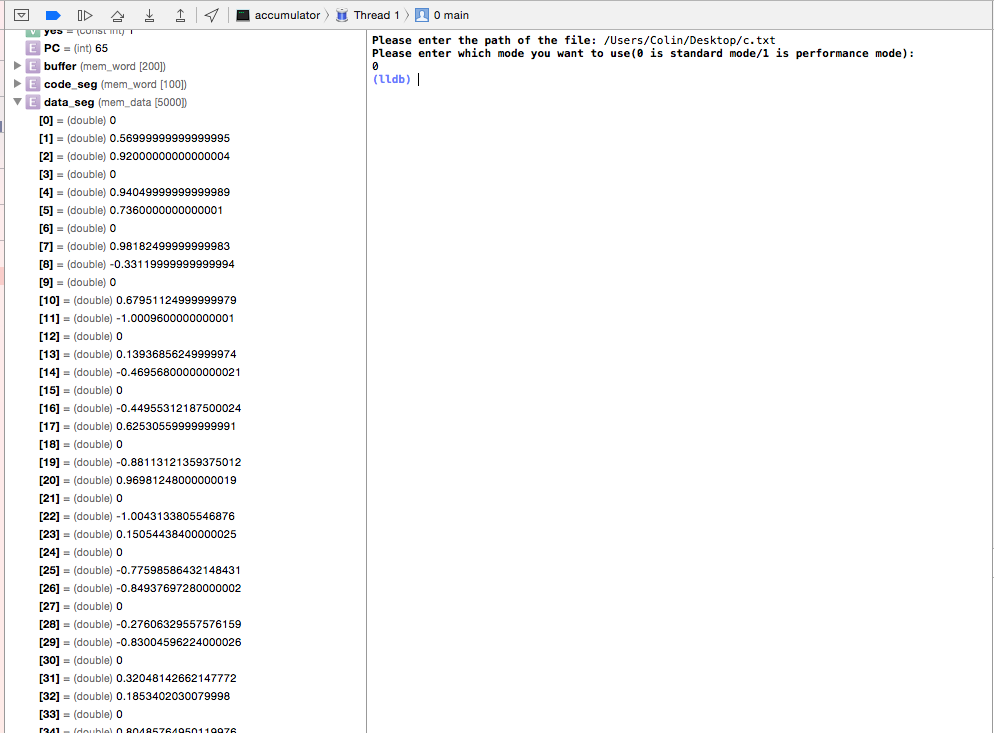 accumulator Thread 1 0 main
yes (const int) 1
E PC = (int) 65
E buffer (mem_word [200])
E code_seg (mem_word [100])
E data_seg (mem_data [5000])
[0] = (double) 0
[1] = (double) 0.56999999999999995
[2] = (double) 0.92000000000000004
[3] = (double) 0
[4] = (double) 0.94049999999999989
[5] = (double) 0.7360000000000001
[6] = (double) 0
[7] = (double) 0.98182499999999983
[8] = (double) -0.33119999999999994
[9] = (double) 0
[10] = (double) 0.67951124999999979
[11] = (double) -1.0009600000000001
[12] = (double) 0
[13] = (double) 0.13936856249999974
[14] = (double) -0.46956800000000021
[15] = (double) 0
[16] = (double) -0.44955312187500024
[17] = (double) 0.62530559999999991
[18] = (double) 0
[19] = (double) -0.88113121359375012
[20] = (double) 0.96981248000000019
[21] = (double) 0
[22] = (double) -1.0043133805546876
[23] = (double) 0.15054438400000025
[24] = (double) 0
[25] = (double) -0.77598586432148431
[26] = (double) -0.84937697280000002
[27] = (double) 0
[28] = (double) -0.27606329557576159
[29] = (double) -0.83004596224000026
[30] = (double) 0
[31] = (double) 0.32048142662147772
[32] = (double) 0.1853402030079998
[33] = (double) 0
[34] = (double) 0.80485764950119976
Please enter the path of the file: /Users/Colin/Desktop/c.txt
Please enter which mode you want to use(0 is standard mode/1 is performance mode):
0
(lldb)